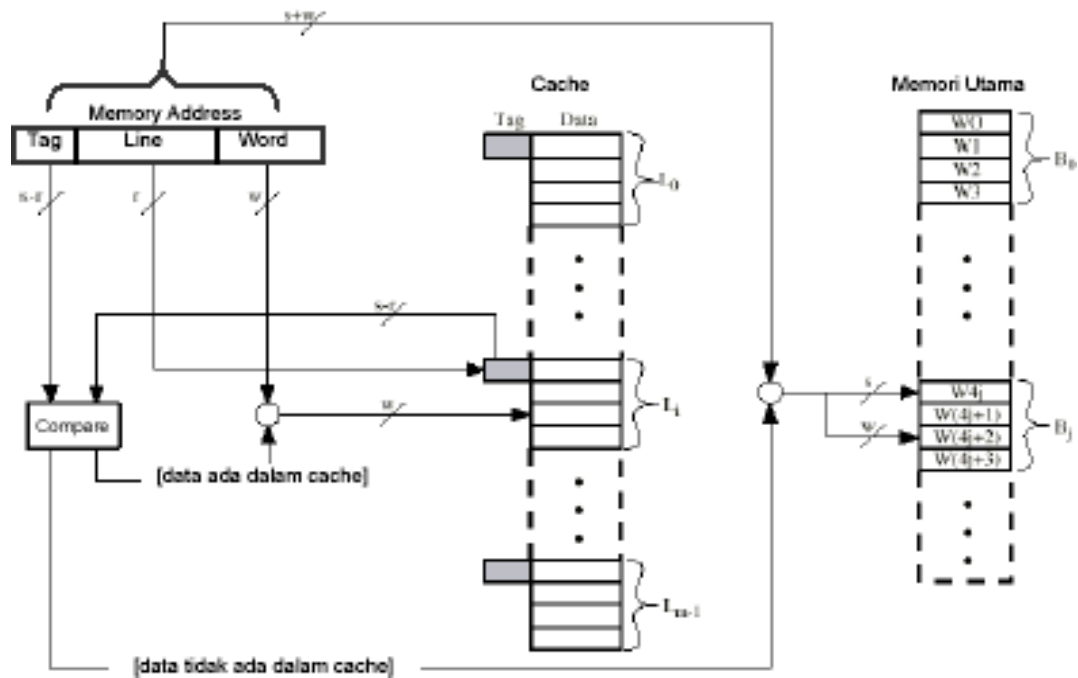 s+w
Cache
Memori Utama
Memory Address
Tag Line Word
Tag Data
W0
W1
W2
W3
B0
L0
s-r
r
w
s-r
Li
w
Compare
[data ada dalam cache]
s
w
W4j
W(4j+1)
W(4j+2)
W(4j+3)
Bj
Lm-1
[data tidak ada dalam cache]